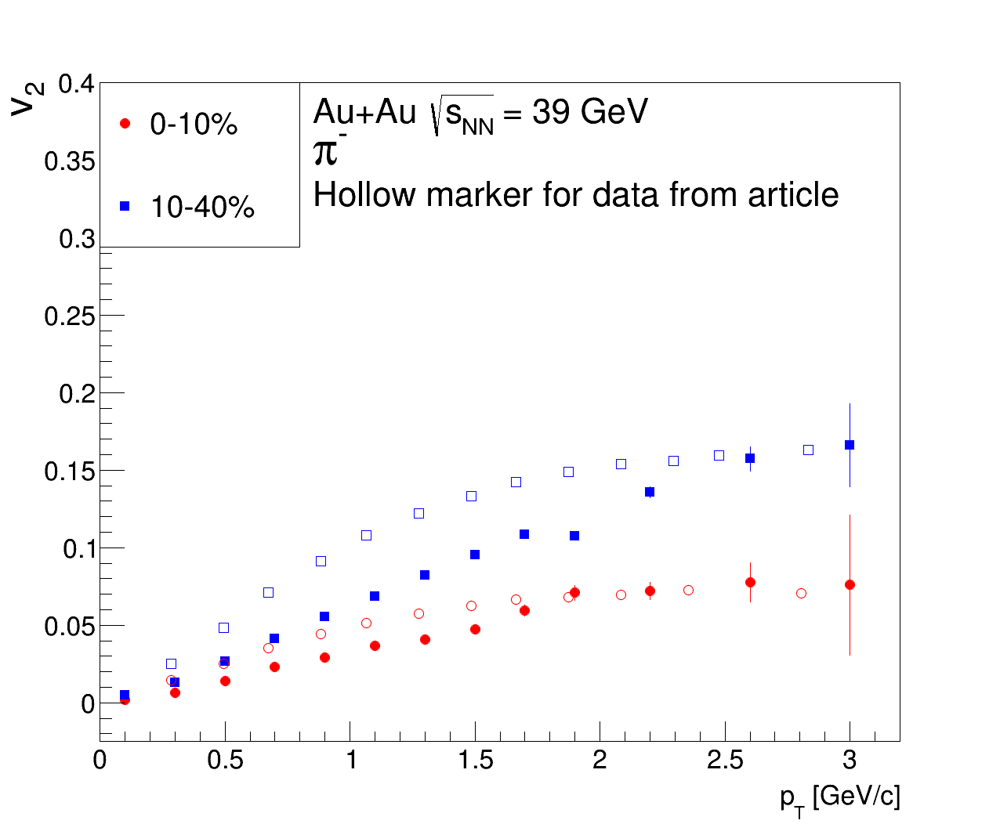 v2
0.4
0.35
0.3
0.25
0.2
0.15
0.1
0.05
0
0-10%
10-40%
Au+Au √sNN = 39 GeV
π-
Hollow marker for data from article
0 0.5 1 1.5 2 2.5 3
pT [GeV/c]